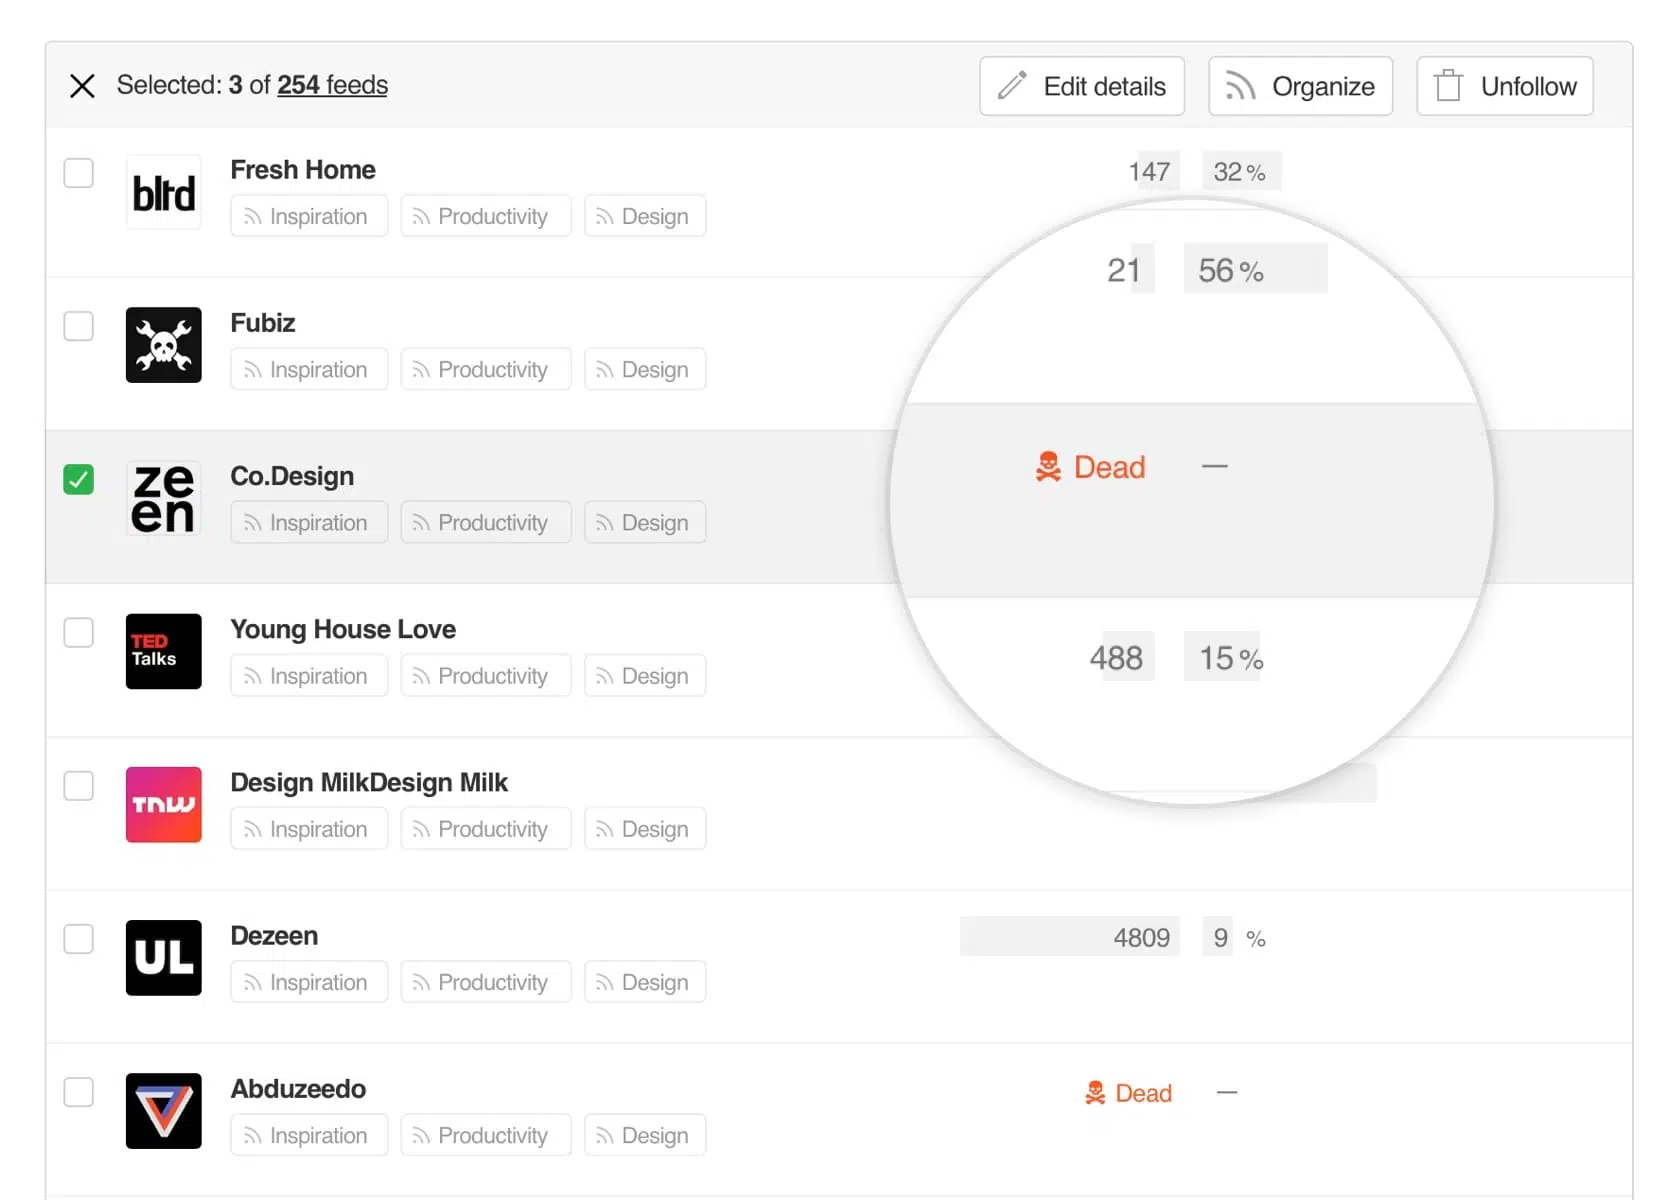 Selected: 3 of 254 feeds
Edit details
Organize
Unfollow
bltd
Fresh Home
147
32 %
Inspiration
Productivity
Design
21
56 %
Fubiz
Inspiration
Productivity
Design
ze
en
Co.Design
Dead
—
Inspiration
Productivity
Design
TED
Talks
Young House Love
488
15 %
Inspiration
Productivity
Design
TNW
Design MilkDesign Milk
Inspiration
Productivity
Design
UL
Dezeen
4809
9 %
Inspiration
Productivity
Design
Abduzeedo
Dead
—
Inspiration
Productivity
Design